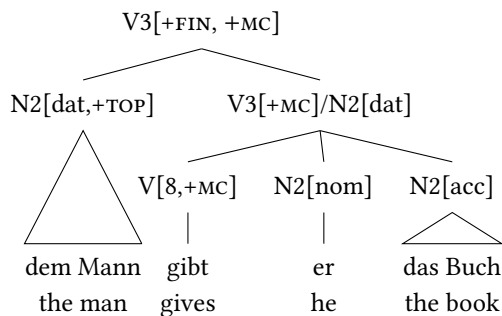 V3[+FIN, +MC]
N2[dat,+TOP] V3[+MC]/N2[dat]
V[8,+MC] N2[nom] N2[acc]
dem Mann gibt er das Buch
the man gives he the book